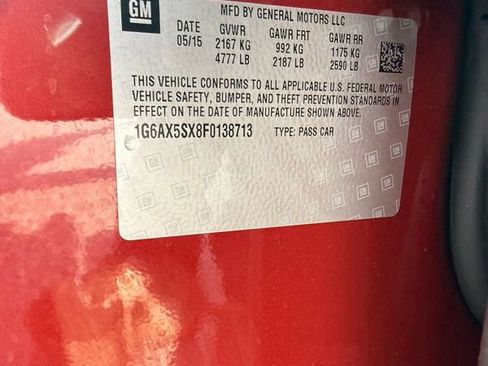 GM
MFD BY GENERAL MOTORS LLC
DATE GVWR GAWR FRT GAWR RR
05/15 2167 KG 992 KG 1175 KG
4777 LB 2187 LB 2590 LB
THIS VEHICLE CONFORMS TO ALL APPLICABLE U.S. FEDERAL MOTOR
VEHICLE SAFETY, BUMPER, AND THEFT PREVENTION STANDARDS IN
EFFECT ON THE DATE OF MANUFACTURE SHOWN ABOVE.
1G6AX5SX8F0138713 TYPE: PASS CAR